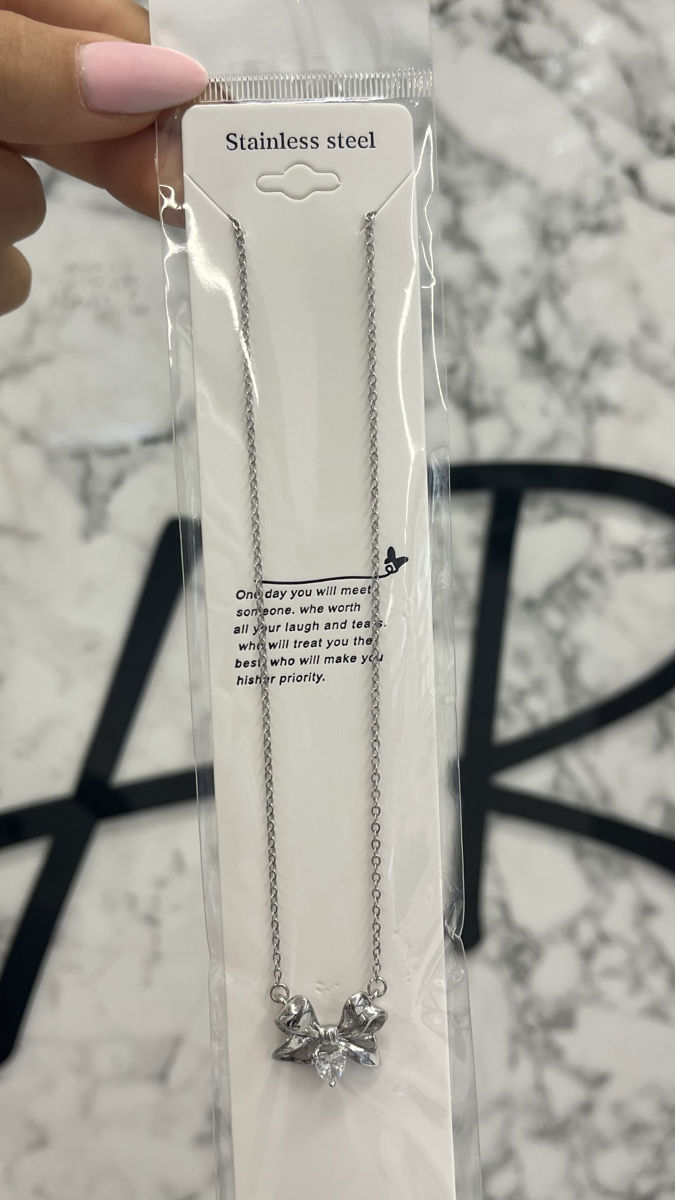 Stainless steel
One day you will meet
someone. whe worth
all your laugh and tears.
who will treat you the
best, who will make you
hisher priority.
AR